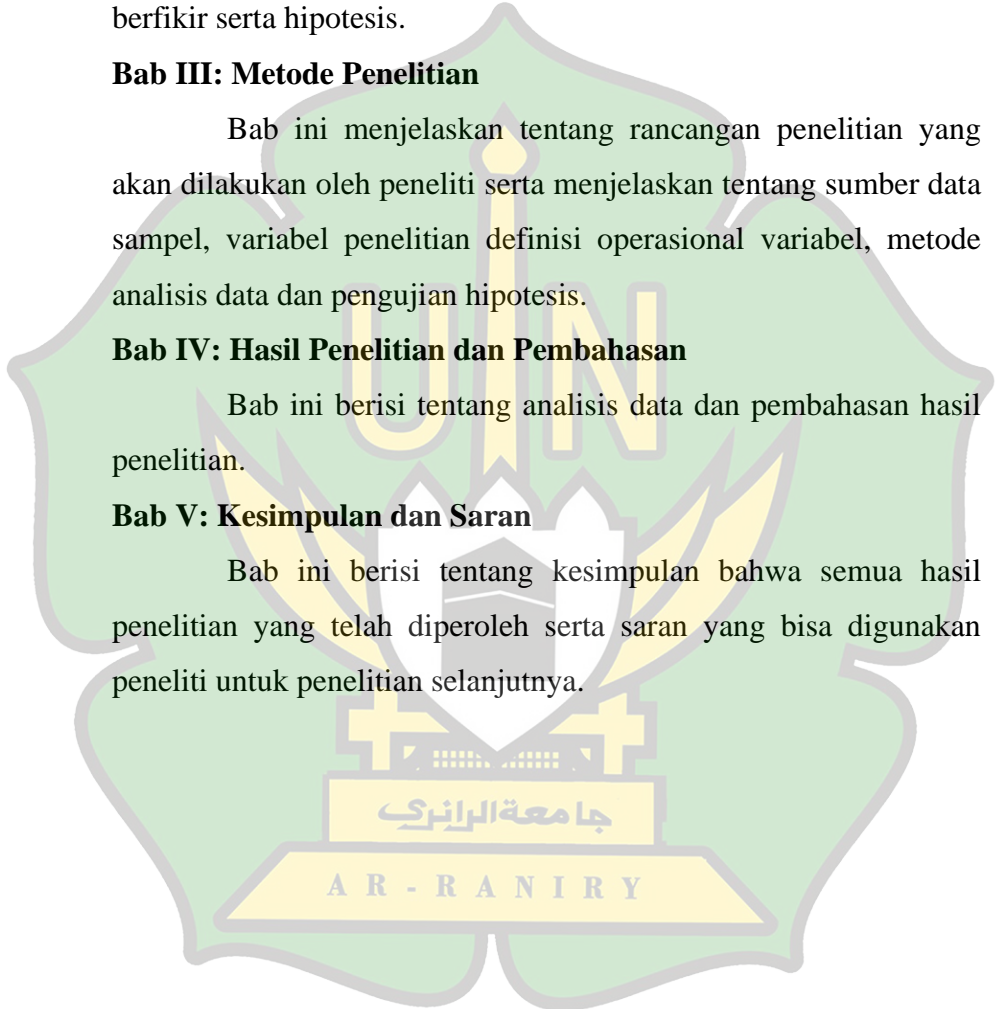 berfikir serta hipotesis.
Bab III: Metode Penelitian
Bab ini menjelaskan tentang rancangan penelitian yang
akan dilakukan oleh peneliti serta menjelaskan tentang sumber data
sampel, variabel penelitian definisi operasional variabel, metode
analisis data dan pengujian hipotesis.
Bab IV: Hasil Penelitian dan Pembahasan
Bab ini berisi tentang analisis data dan pembahasan hasil
penelitian.
Bab V: Kesimpulan dan Saran
Bab ini berisi tentang kesimpulan bahwa semua hasil
penelitian yang telah diperoleh serta saran yang bisa digunakan
peneliti untuk penelitian selanjutnya.
UIN
جامعة الرانري
AR-RANIRY